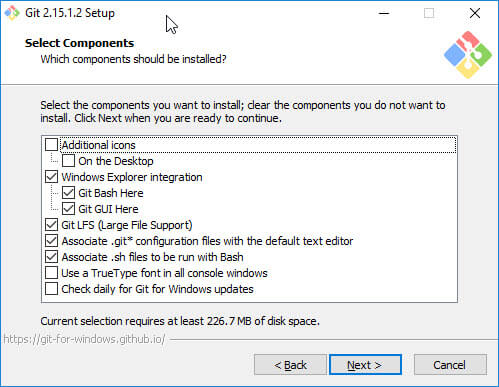 Git 2.15.1.2 Setup
Select Components
Which components should be installed?
Select the components you want to install; clear the components you do not want to
install. Click Next when you are ready to continue.
Additional icons
On the Desktop
Windows Explorer integration
Git Bash Here
Git GUI Here
Git LFS (Large File Support)
Associate .git* configuration files with the default text editor
Associate .sh files to be run with Bash
Use a TrueType font in all console windows
Check daily for Git for Windows updates
Current selection requires at least 226.7 MB of disk space.
https://git-for-windows.github.io/
< Back Next > Cancel